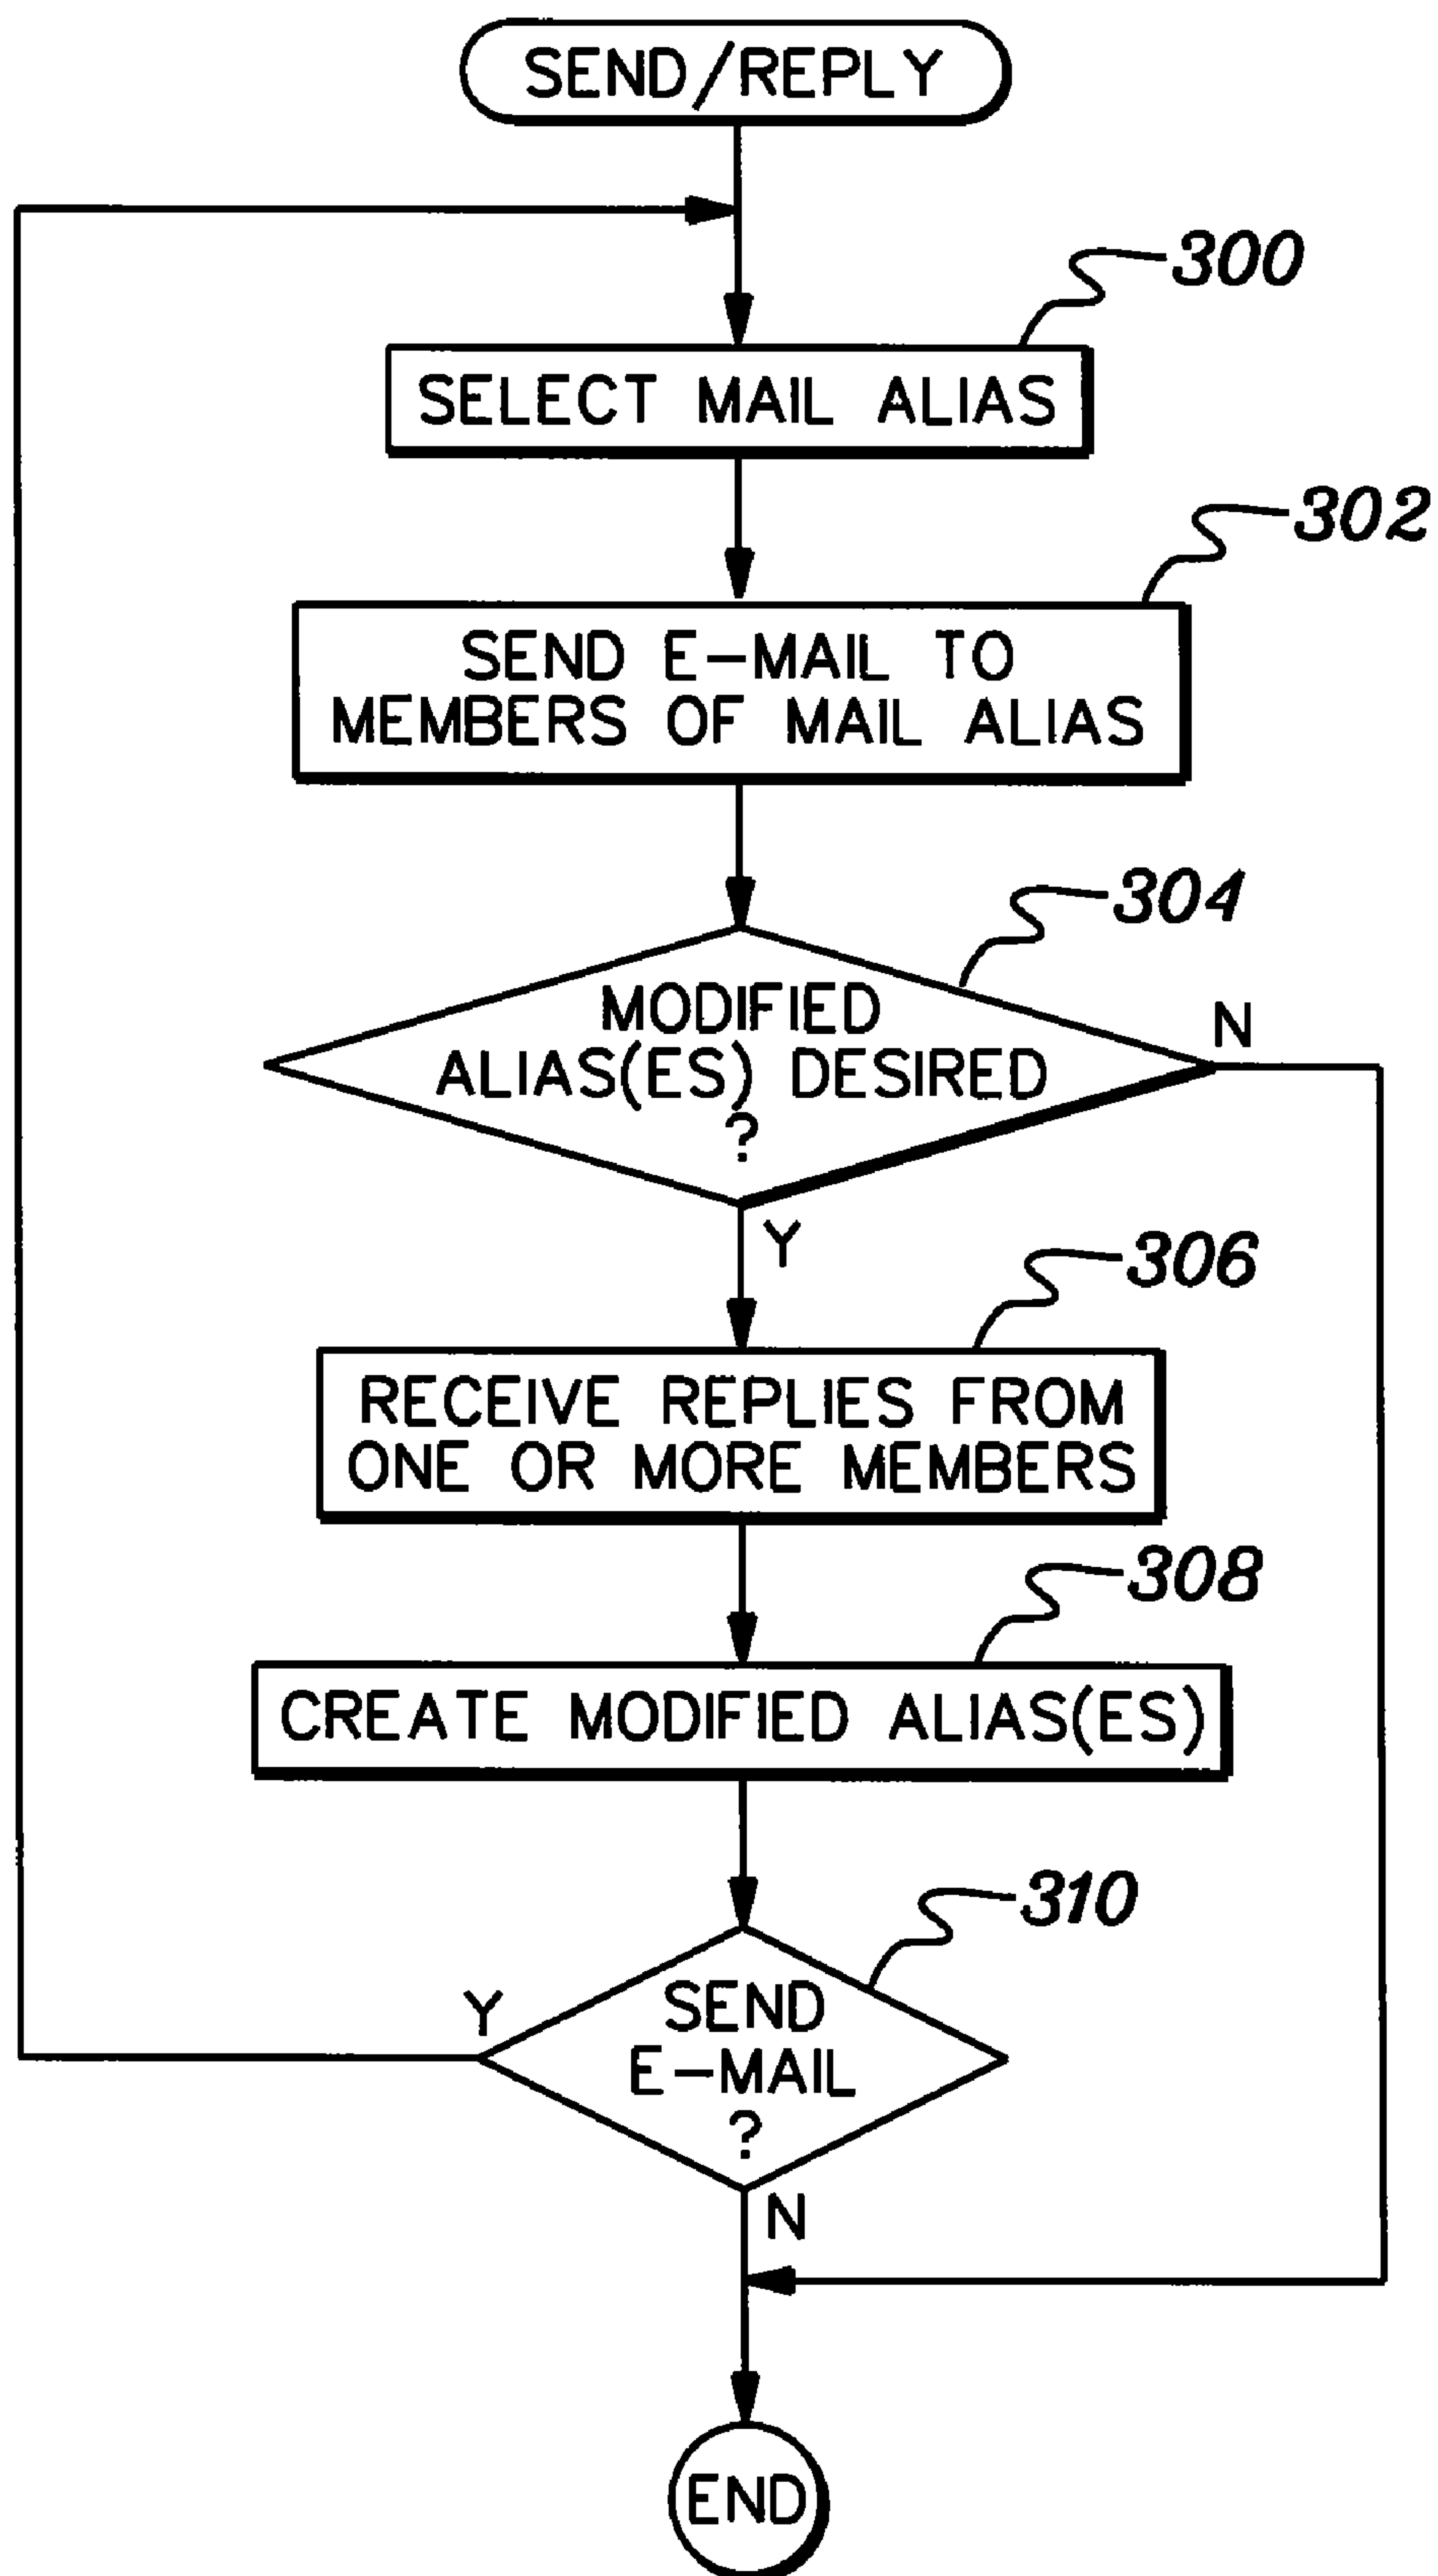 SEND/REPLY
300
SELECT MAIL ALIAS
302
SEND E-MAIL TO
MEMBERS OF MAIL ALIAS
304
MODIFIED
ALIAS(ES) DESIRED
?
N
Y
306
RECEIVE REPLIES FROM
ONE OR MORE MEMBERS
308
CREATE MODIFIED ALIAS(ES)
310
SEND
E-MAIL
?
Y
N
END